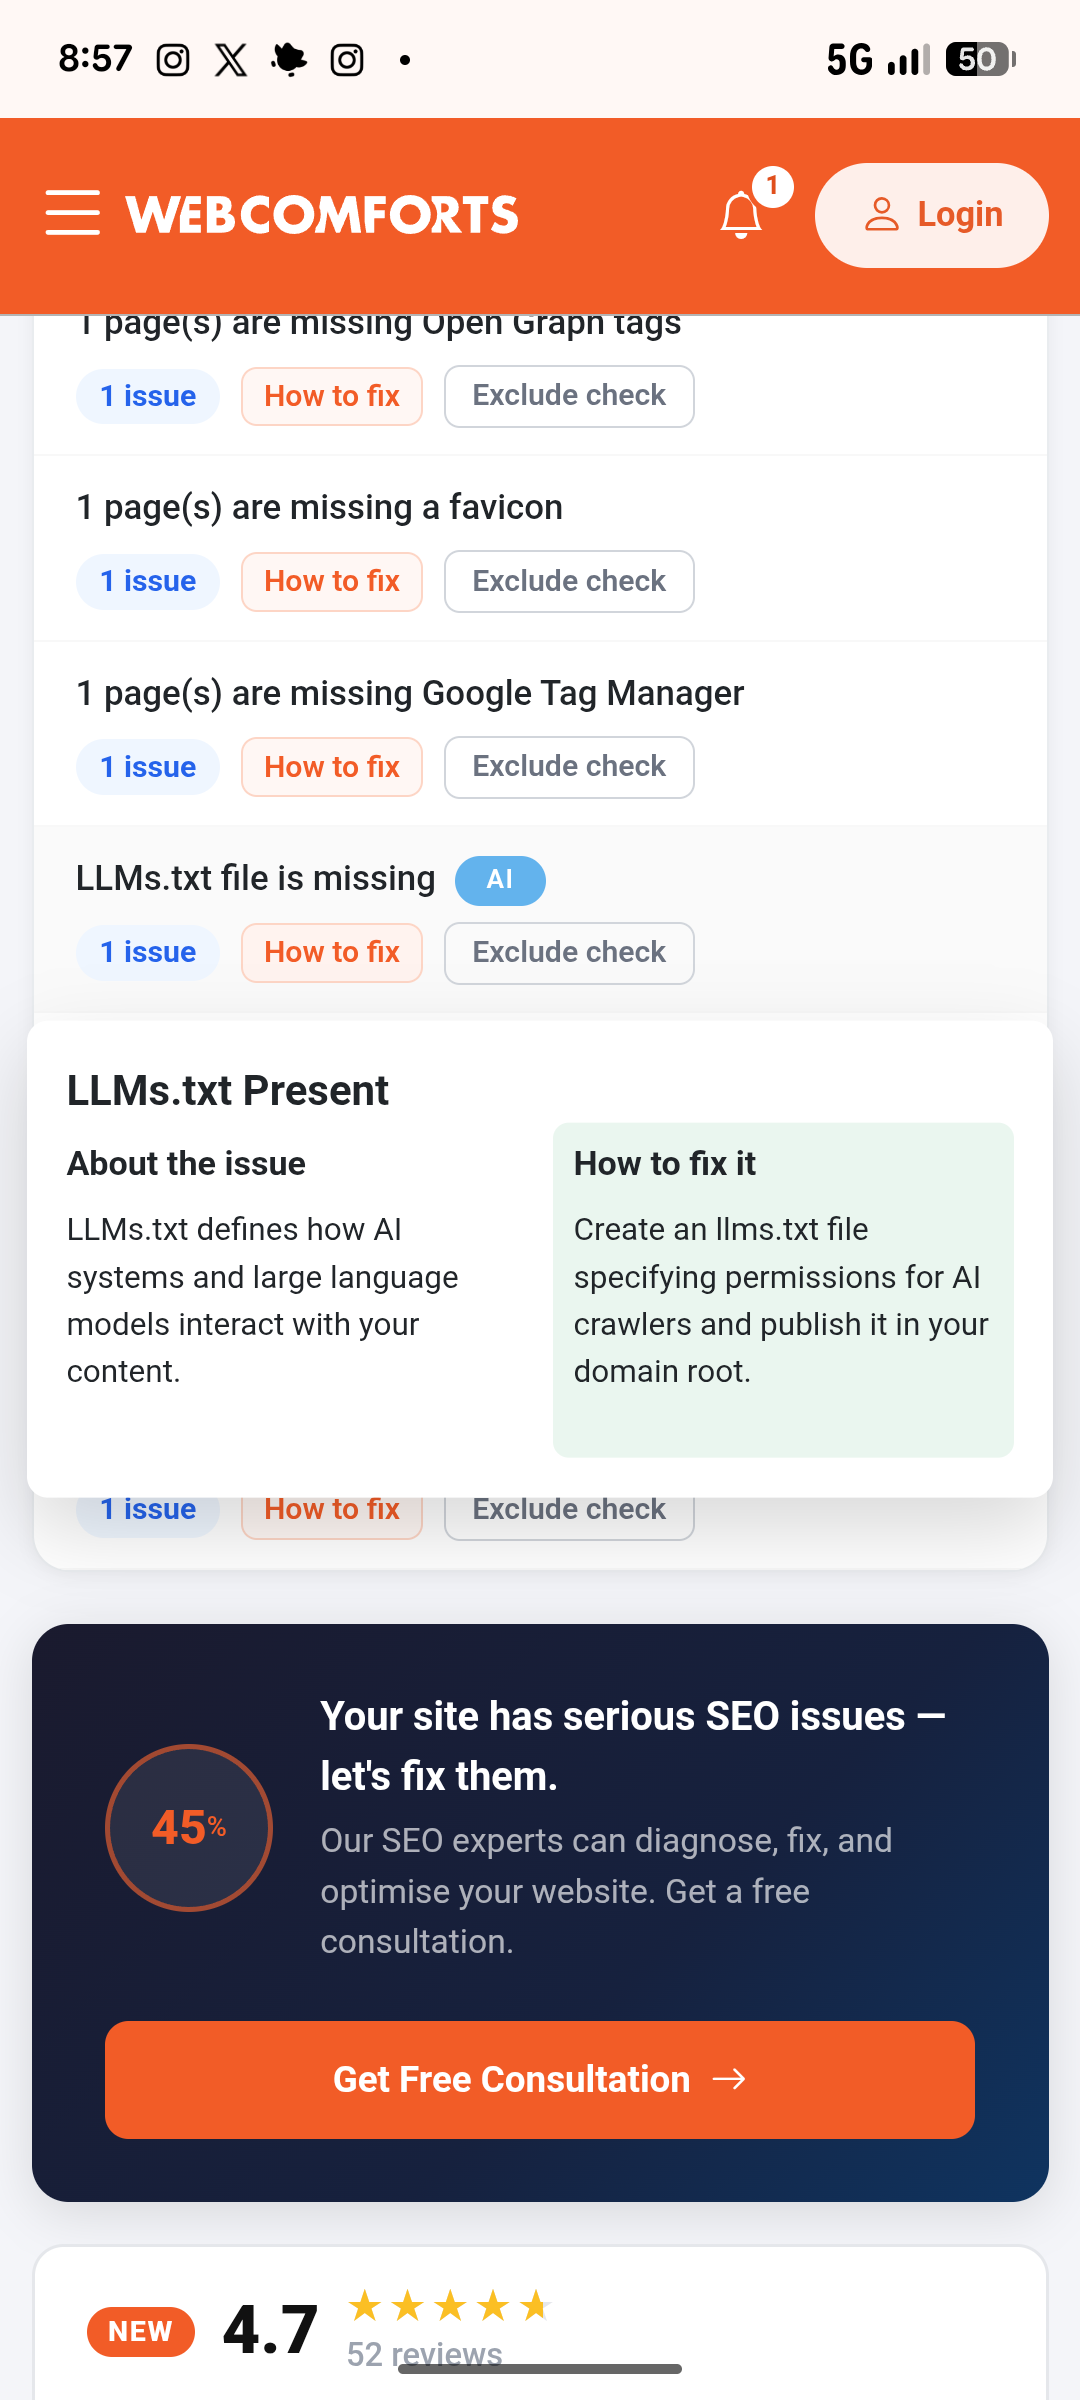 8:57
5G
50
WEBCOMFORTS
1
Login
1 page(s) are missing Open Graph tags
1 issue
How to fix
Exclude check
1 page(s) are missing a favicon
1 issue
How to fix
Exclude check
1 page(s) are missing Google Tag Manager
1 issue
How to fix
Exclude check
LLMs.txt file is missing
AI
1 issue
How to fix
Exclude check
LLMs.txt Present
About the issue
LLMs.txt defines how AI
systems and large language
models interact with your
content.
How to fix it
Create an llms.txt file
specifying permissions for AI
crawlers and publish it in your
domain root.
1 issue
How to fix
Exclude check
45%
Your site has serious SEO issues —
let's fix them.
Our SEO experts can diagnose, fix, and
optimise your website. Get a free
consultation.
Get Free Consultation →
NEW
4.7
52 reviews